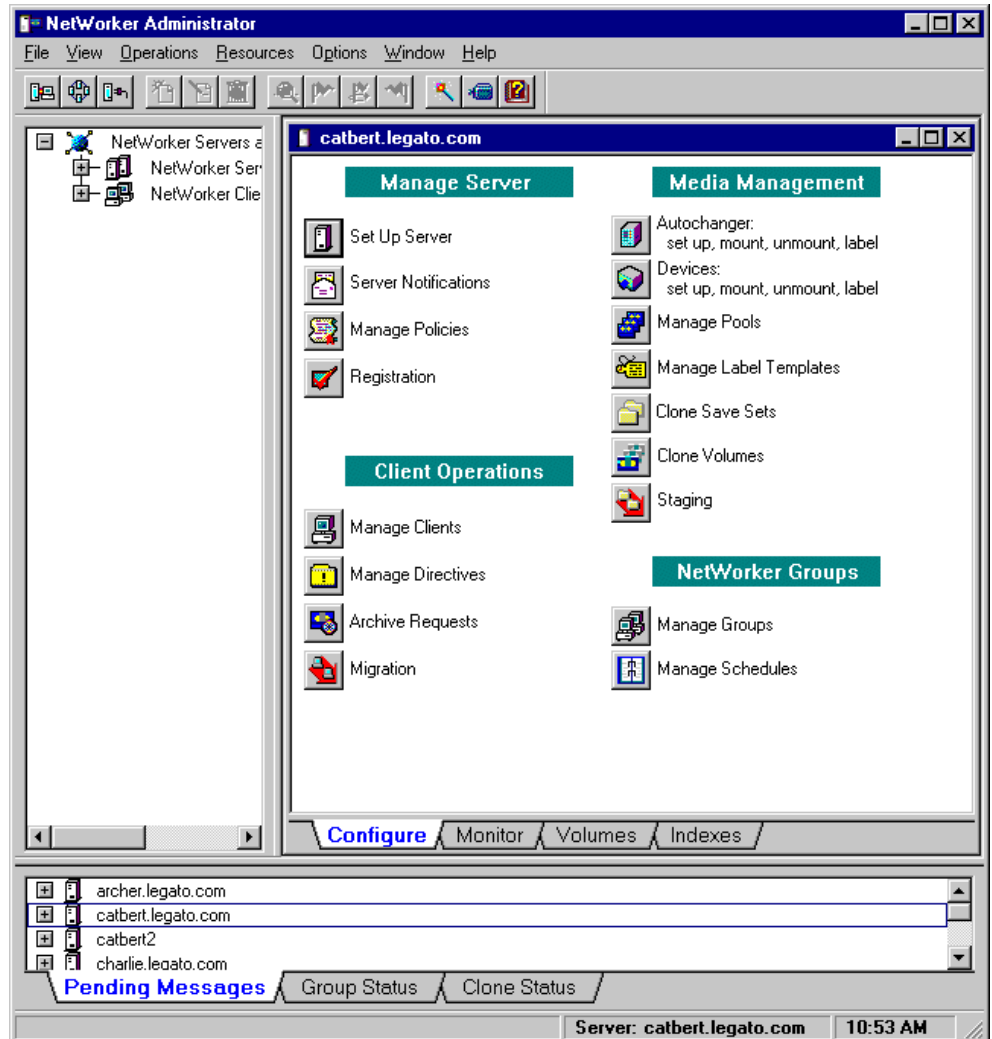 NetWorker Administrator
File View Operations Resources Options Window Help
NetWorker Servers a
NetWorker Ser
NetWorker Clie
catbert.legato.com
Manage Server
Set Up Server
Server Notifications
Manage Policies
Registration
Client Operations
Manage Clients
Manage Directives
Archive Requests
Migration
Media Management
Autochanger:
set up, mount, unmount, label
Devices:
set up, mount, unmount, label
Manage Pools
Manage Label Templates
Clone Save Sets
Clone Volumes
Staging
NetWorker Groups
Manage Groups
Manage Schedules
Configure Monitor Volumes Indexes
archer.legato.com
catbert.legato.com
catbert2
charlie.legato.com
Pending Messages Group Status Clone Status
Server: catbert.legato.com 10:53 AM